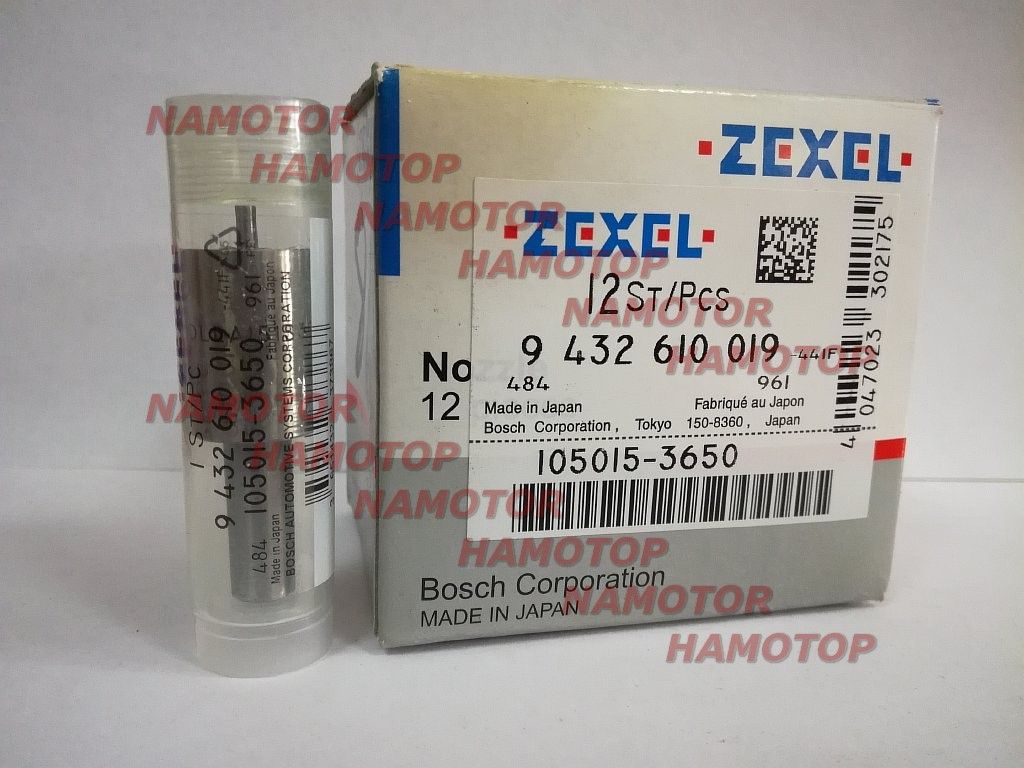 ZEXEL
ZEXEL
12 ST/PCS
9 432 610 019 -441F
484 961
Made in Japan Fabriqué au Japon
Bosch Corporation, Tokyo 150-8360, Japan
105015-3650
4 047023 302175
No
12
Bosch Corporation
MADE IN JAPAN
1 ST/PC
9 432 610 019 -441F
105015-3650 961
484
Made in Japan Fabriqué au Japon
BOSCH AUTOMOTIVE SYSTEMS CORPORATION
NAMOTOR
HAMOTOP
NAMOTOR
HAMOTOP
NAMOTOR
HAMOTOP
NAMOTOR
HAMOTOP
NAMOTOR
HAMOTOP
NAMOTOR
HAMOTOP